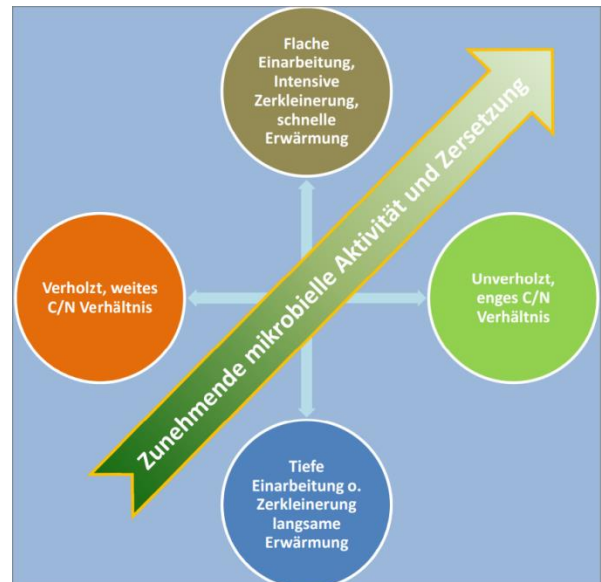 Flache
Einarbeitung,
Intensive
Zerkleinerung,
schnelle
Erwärmung
Zunehmende mikrobielle Aktivität und Zersetzung
Verholzt, weites
C/N Verhältnis
Unverholzt,
enges C/N
Verhältnis
Tiefe
Einarbeitung o.
Zerkleinerung
langsame
Erwärmung